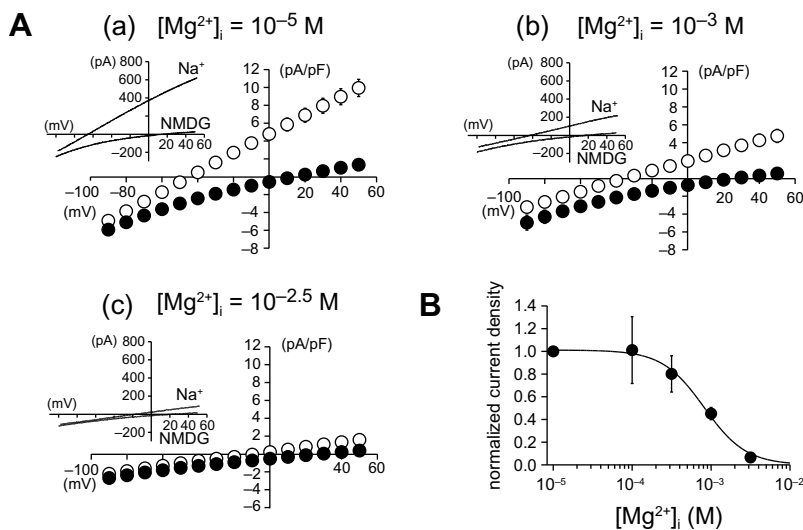 A
(a) [Mg²⁺]ᵢ = 10⁻⁵ M
(pA)
800
600
400
200
−200
(mV)
Na⁺
NMDG
20 40 60
(pA/pF)
12
10
8
6
4
2
−2
−4
−6
−8
−100 −80
(mV)
20 40 60
(b) [Mg²⁺]ᵢ = 10⁻³ M
(pA)
800
600
400
200
−200
(mV)
Na⁺
NMDG
20 40 60
(pA/pF)
12
10
8
6
4
2
−2
−4
−6
−8
−100
(mV)
20 40 60
(c) [Mg²⁺]ᵢ = 10⁻²·⁵ M
(pA)
800
600
400
200
−200
(mV)
Na⁺
NMDG
20 40 60
(pA/pF)
12
10
8
6
4
2
−2
−4
−6
−100
(mV)
40 60
B
normalized current density
1.4
1.2
1.0
0.8
0.6
0.4
0.2
0.0
10⁻⁵ 10⁻⁴ 10⁻³ 10⁻²
[Mg²⁺]ᵢ (M)